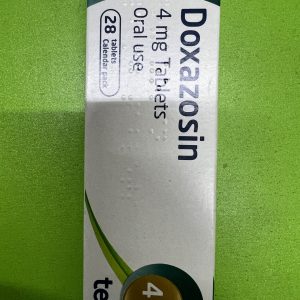 Doxazosin
4 mg Tablets
Oral use
28 tablets
Calendar pack
4
te